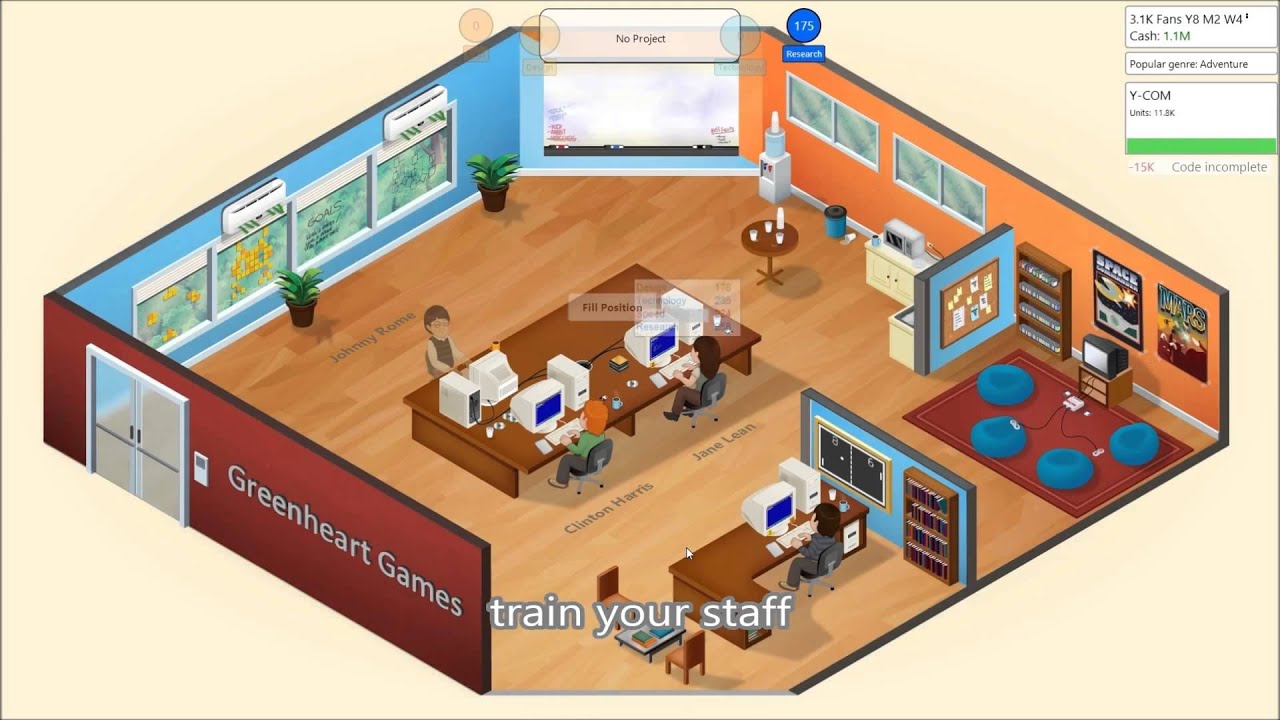 0
No Project
175
Research
Design
Technology
3.1K Fans Y8 M2 W4
Cash: 1.1M
Popular genre: Adventure
Y-COM
Units: 11.8K
-15K Code incomplete
GOALS
SPACE
MARS
Design 178
Technology
Speed
Research
Fill Position
Johnny Rome
Jane Lean
Clinton Harris
Greenheart Games
train your staff